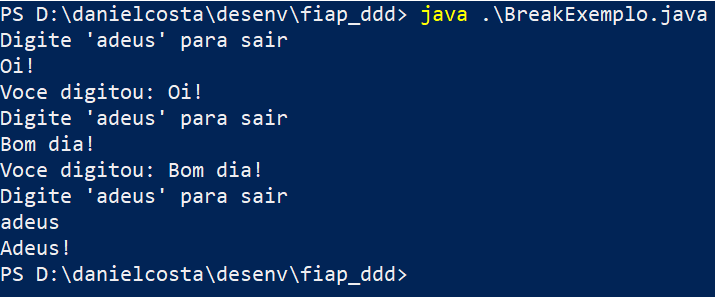 PS D:\danielcosta\desenv\fiap_ddd> java .\BreakExemplo.java
Digite 'adeus' para sair
Oi!
Voce digitou: Oi!
Digite 'adeus' para sair
Bom dia!
Voce digitou: Bom dia!
Digite 'adeus' para sair
adeus
Adeus!
PS D:\danielcosta\desenv\fiap_ddd>